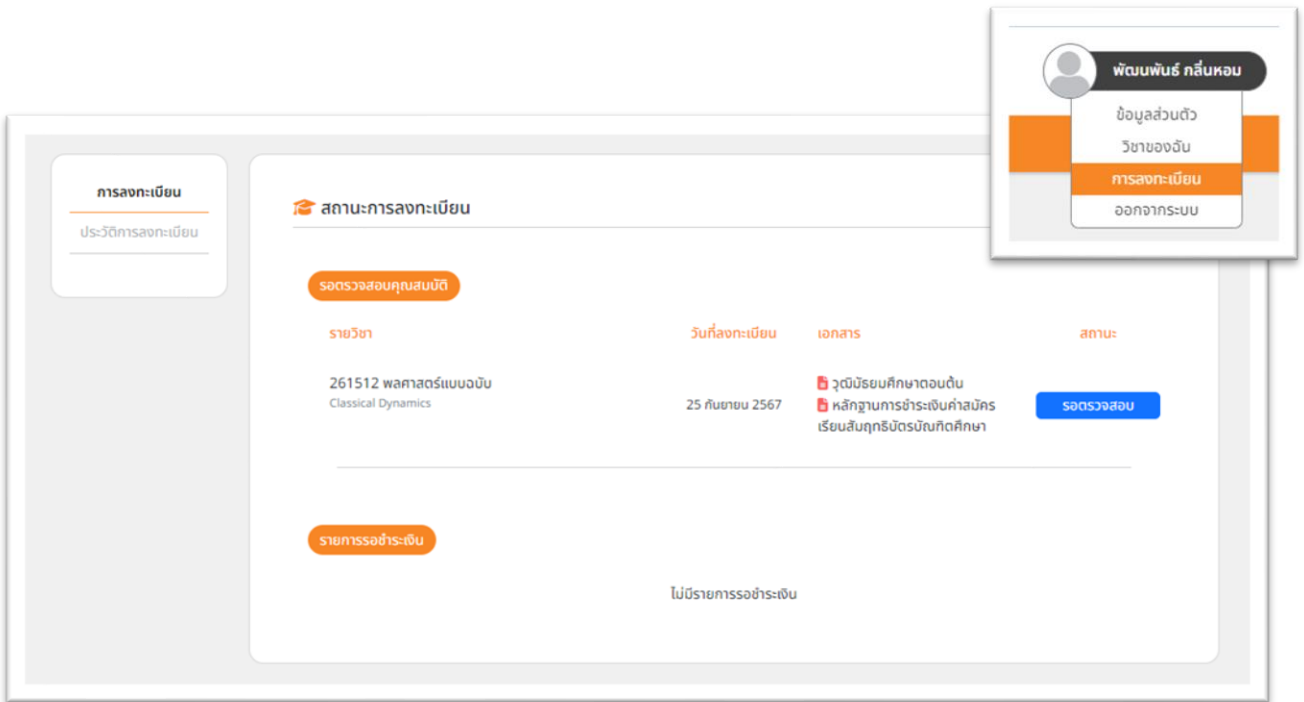 พัฒนพันธ์ กลิ่นหอม
ข้อมูลส่วนตัว
วิชาของฉัน
การลงทะเบียน
ออกจากระบบ
การลงทะเบียน
ประวัติการลงทะเบียน
สถานะการลงทะเบียน
รอตรวจสอบคุณสมบัติ
รายวิชา วันที่ลงทะเบียน เอกสาร สถานะ
261512 พลศาสตร์แบบฉบับ
Classical Dynamics
25 กันยายน 2567
วุฒิมัธยมศึกษาตอนต้น
หลักฐานการชำระเงินค่าสมัคร
เรียนสัมฤทธิบัตรบัณฑิตศึกษา
รอตรวจสอบ
รายการรอชำระเงิน
ไม่มีรายการรอชำระเงิน